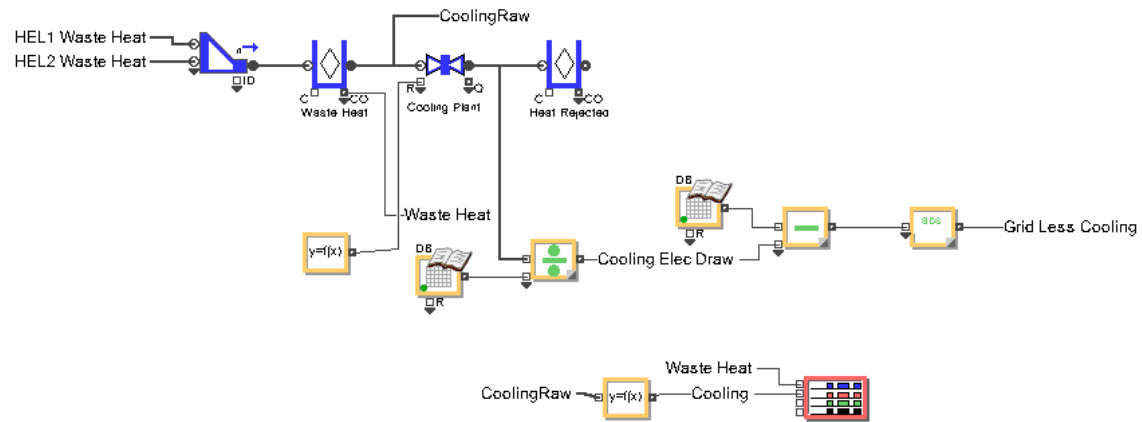 CoolingRaw
HEL1 Waste Heat
HEL2 Waste Heat
ID
C CO R Q C CO
Waste Heat Cooling Plant Heat Rejected
DB
R
Waste Heat
y=f(x)
DB
R
Cooling Elec Draw
Grid Less Cooling
Waste Heat
CoolingRaw y=f(x) Cooling